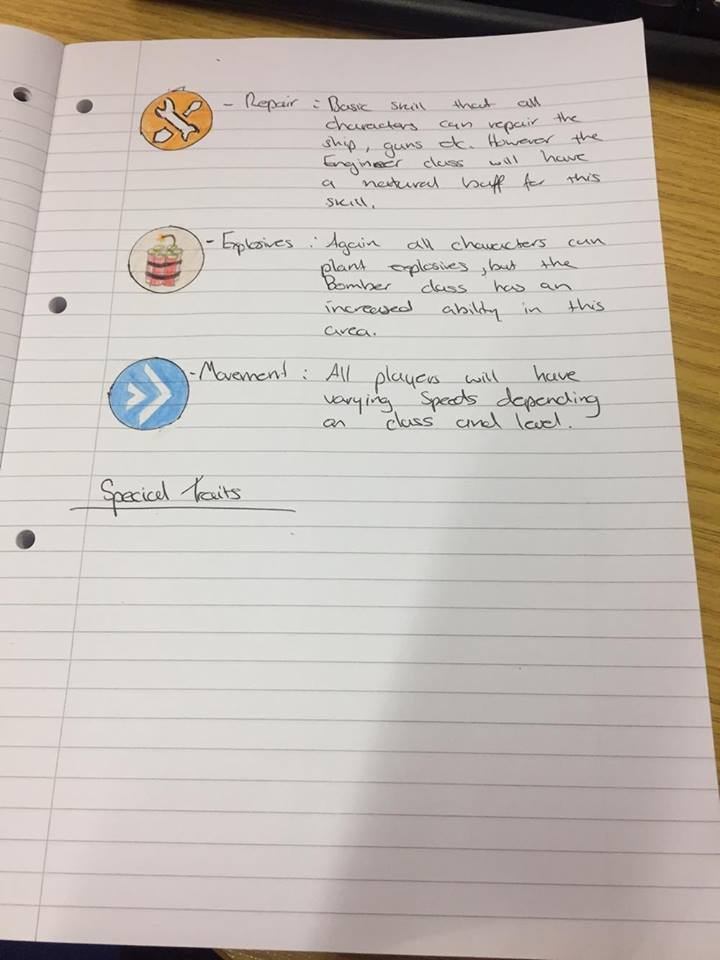 - Repair : Basic skill that all
characters can repair the
ship, guns etc. However the
Engineer class will have
a natural buff for this
skill.
- Explosives : Again all characters can
plant explosives, but the
Bomber class has an
increased ability in this
area.
- Movement : All players will have
varying speeds depending
on class and level.
Special traits